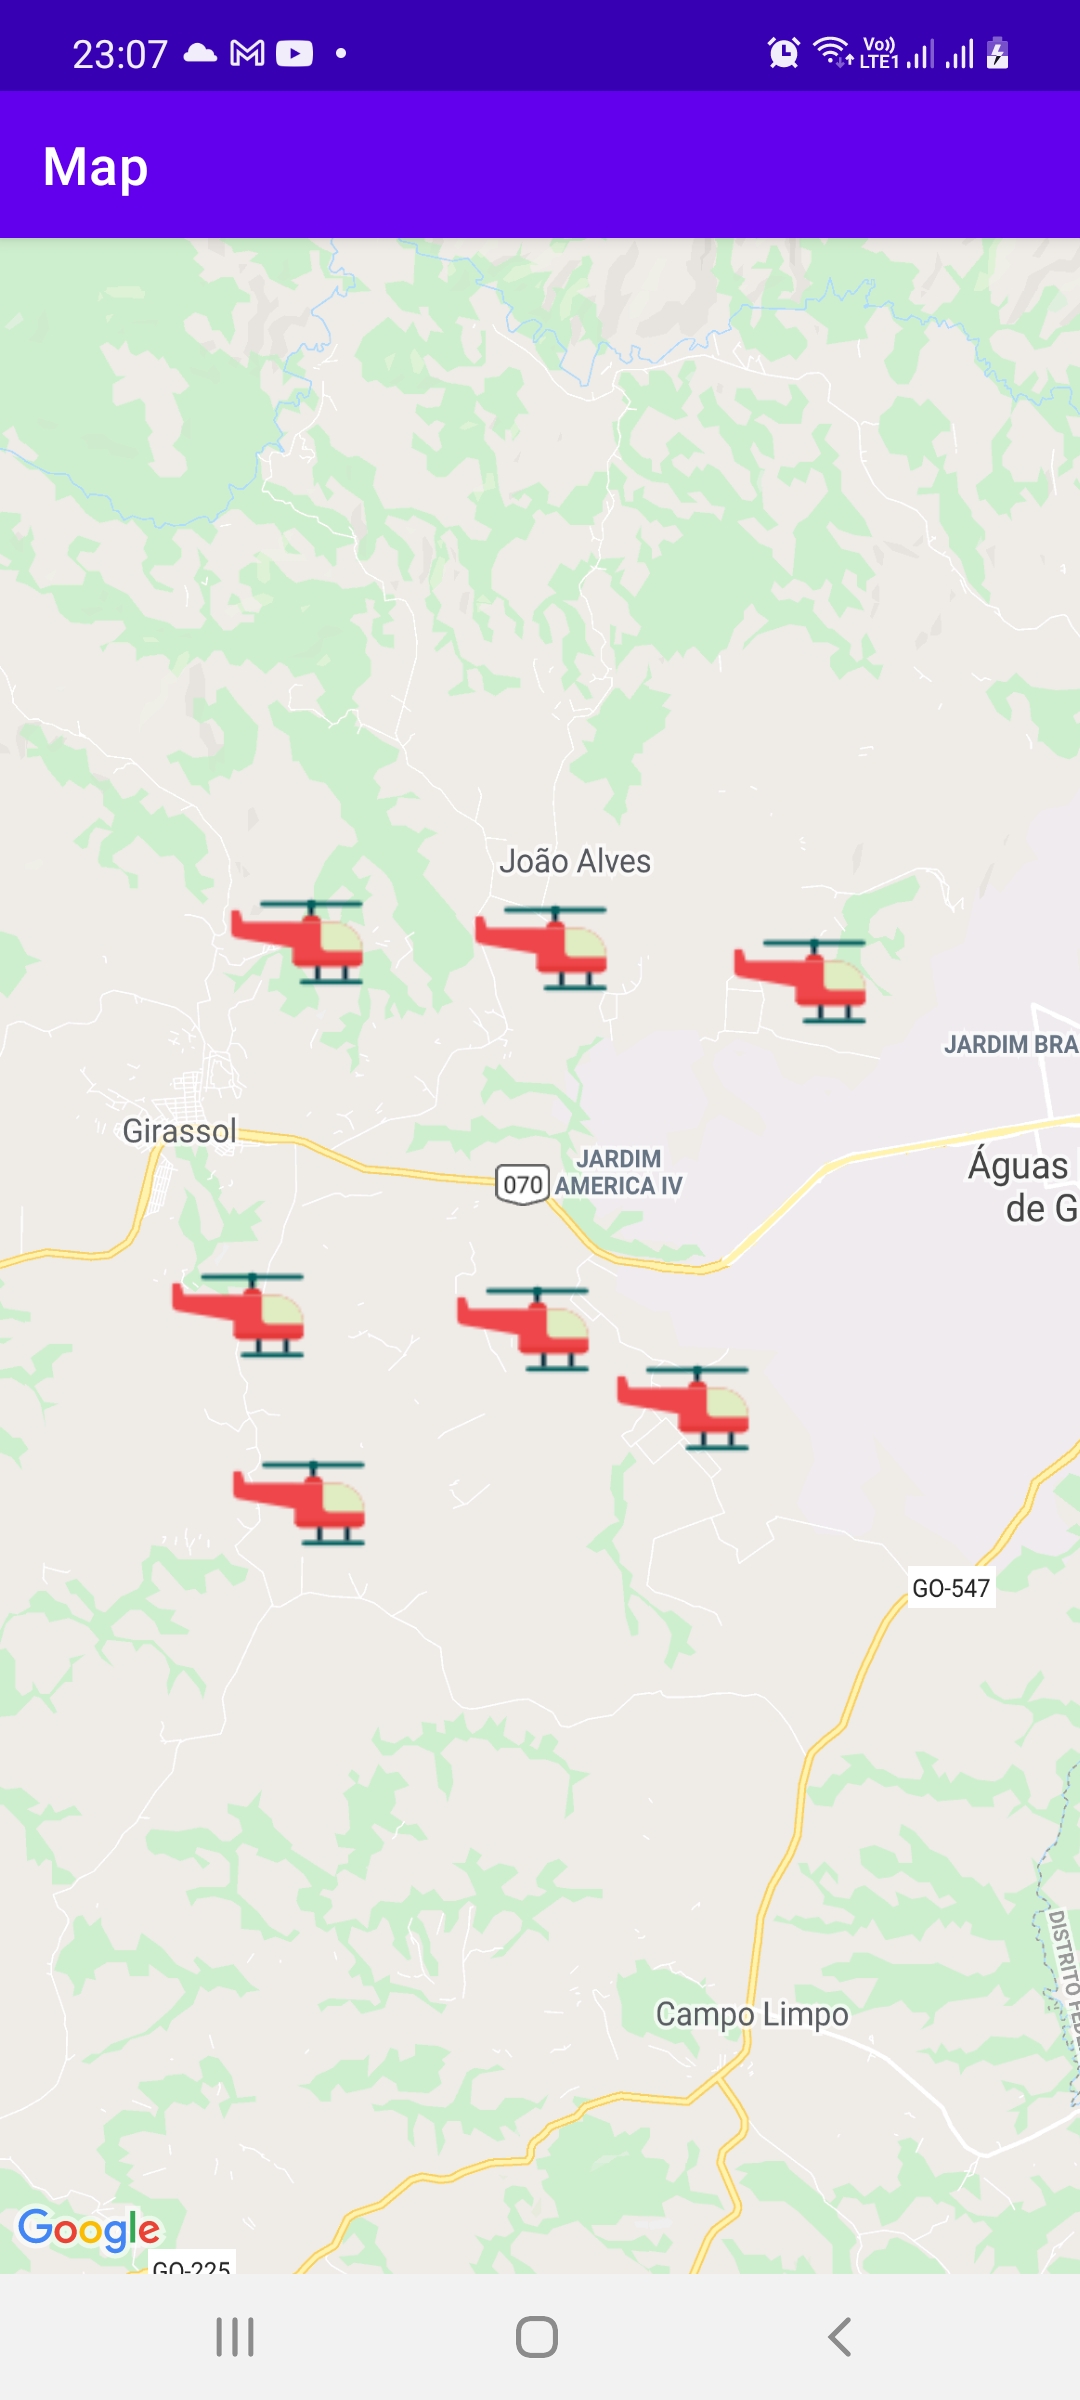 23:07
Vo))
LTE1
Map
João Alves
JARDIM BRA
Girassol
JARDIM
AMERICA IV
070
Águas
de G
GO-547
Campo Limpo
DISTRITO FEDE
Google
GO-225